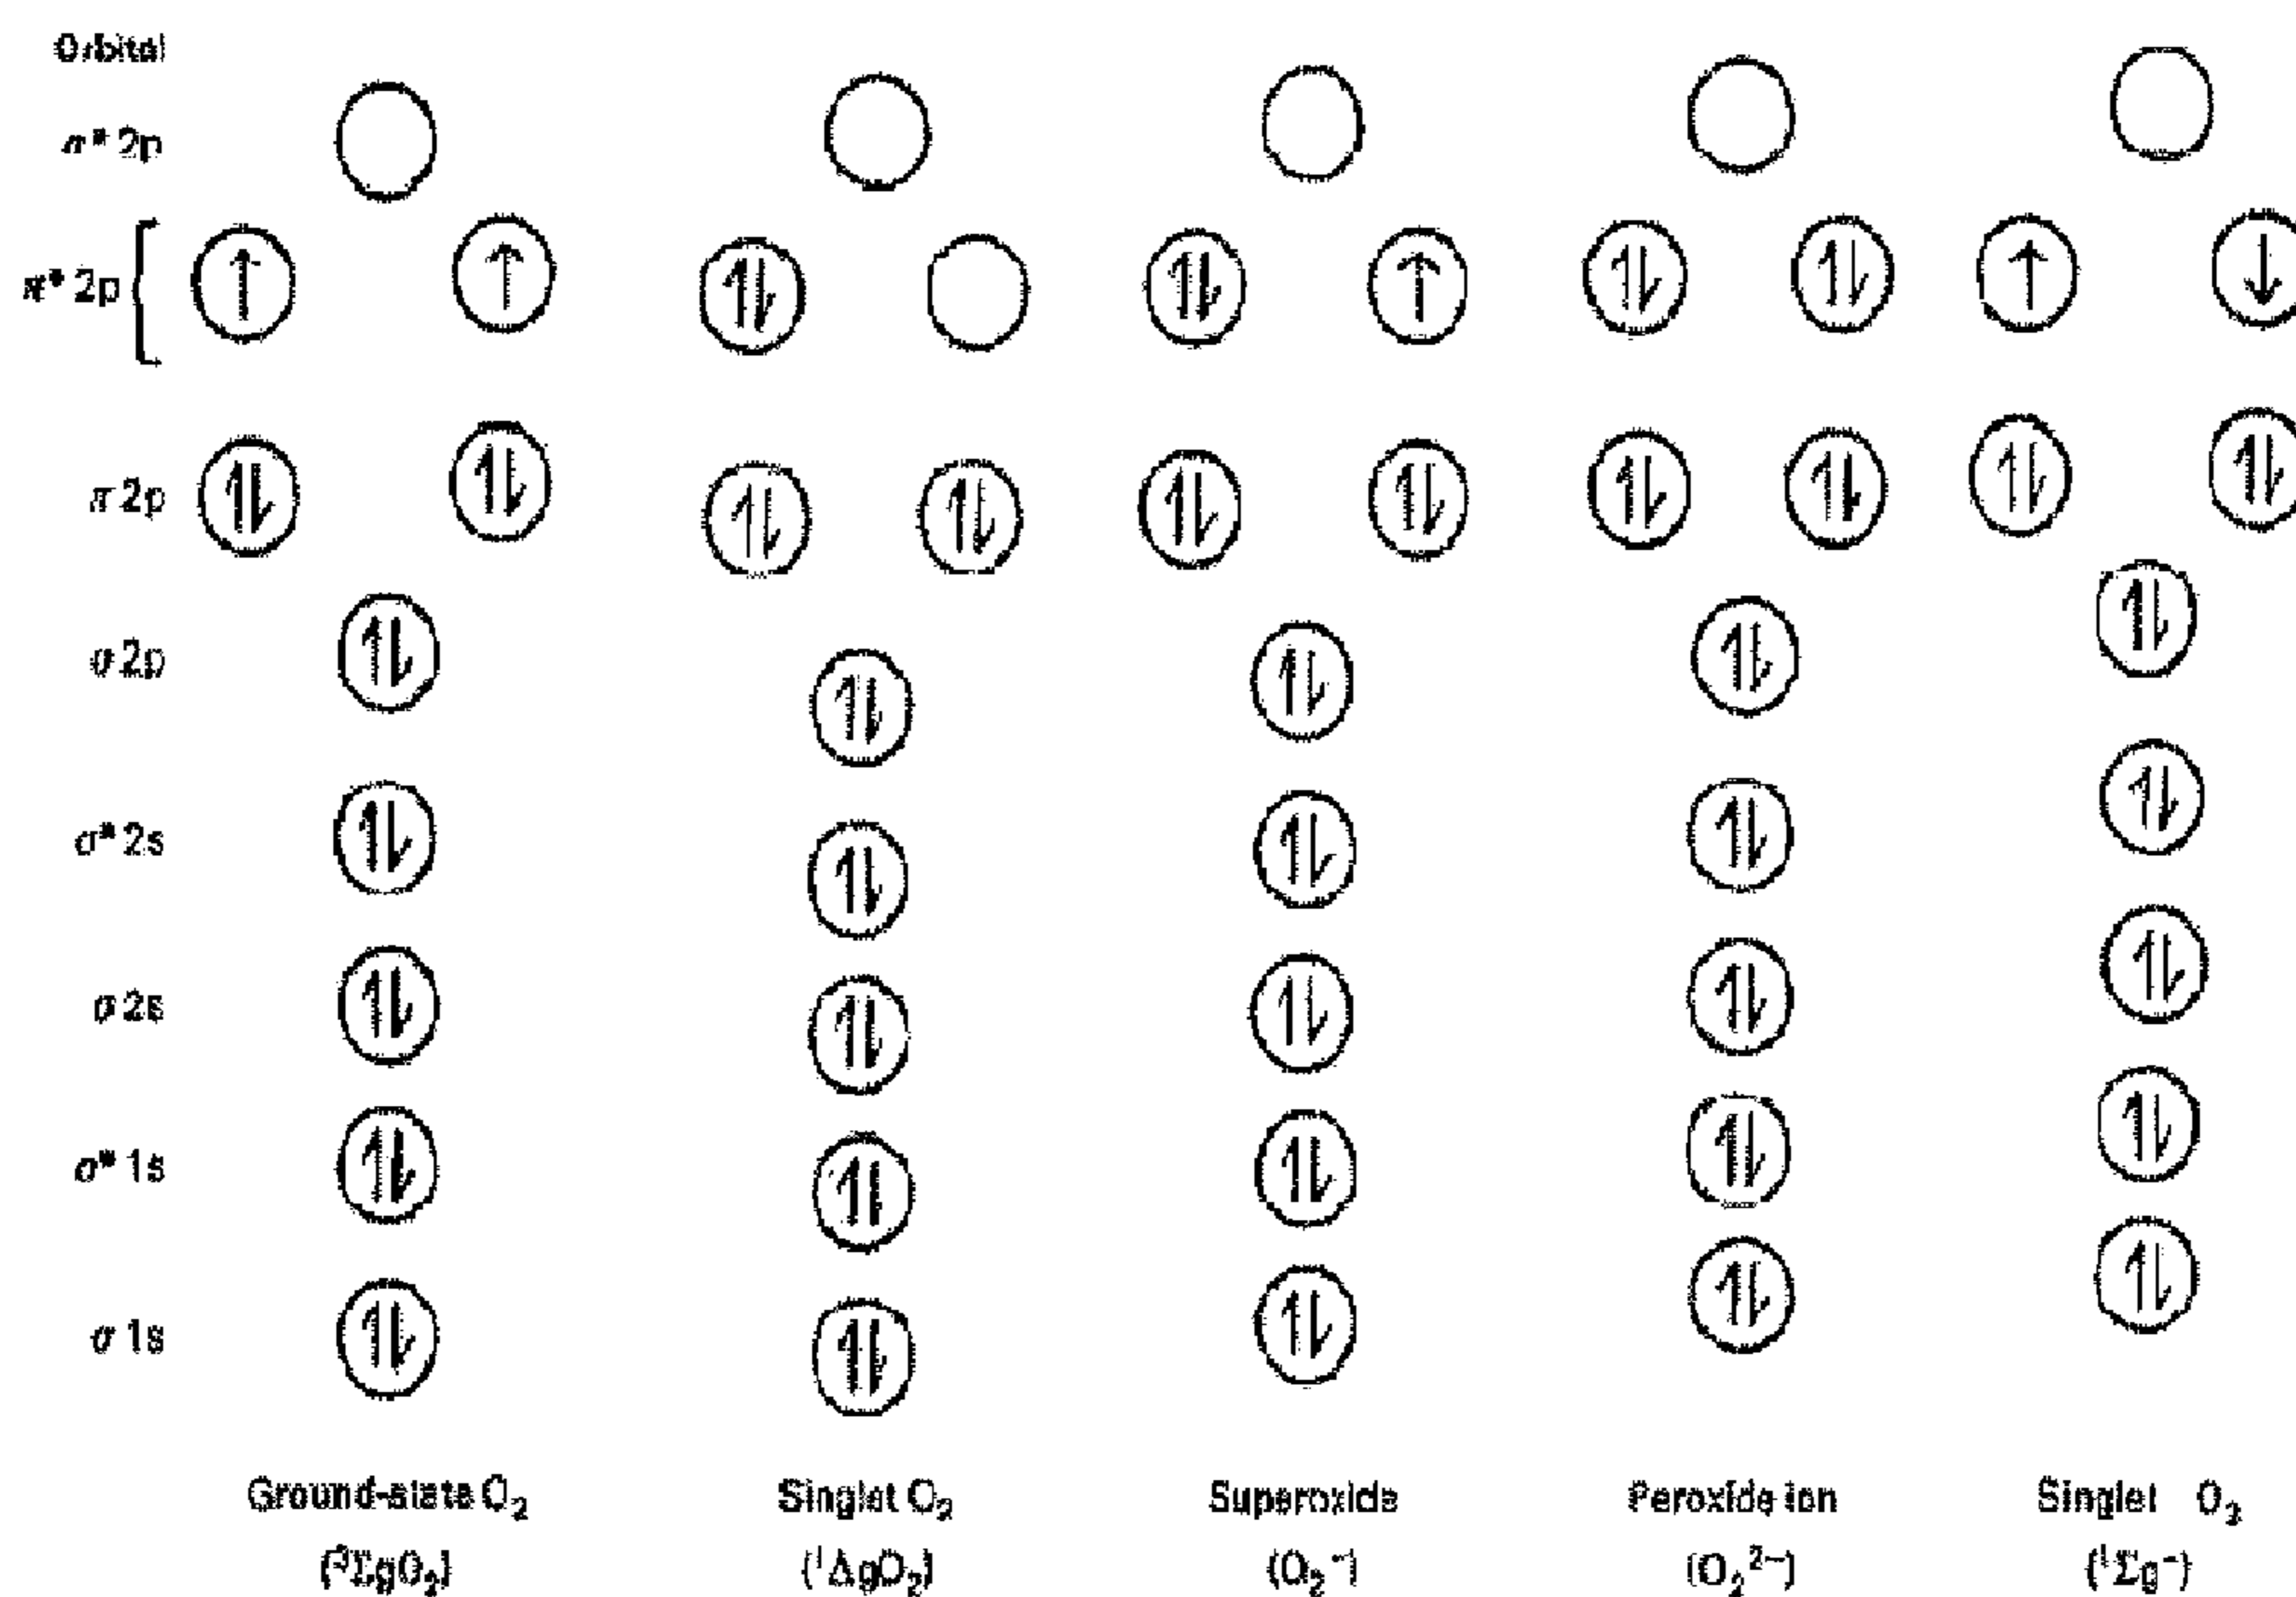 Orbital
σ* 2p
π* 2p
π 2p
σ 2p
σ* 2s
σ 2s
σ* 1s
σ 1s
Ground-state O₂ Singlet O₂ Superoxide Peroxide ion Singlet O₂
(³ΣgO₂) (¹ΔgO₂) (O₂⁻) (O₂²⁻) (¹Σg⁺)